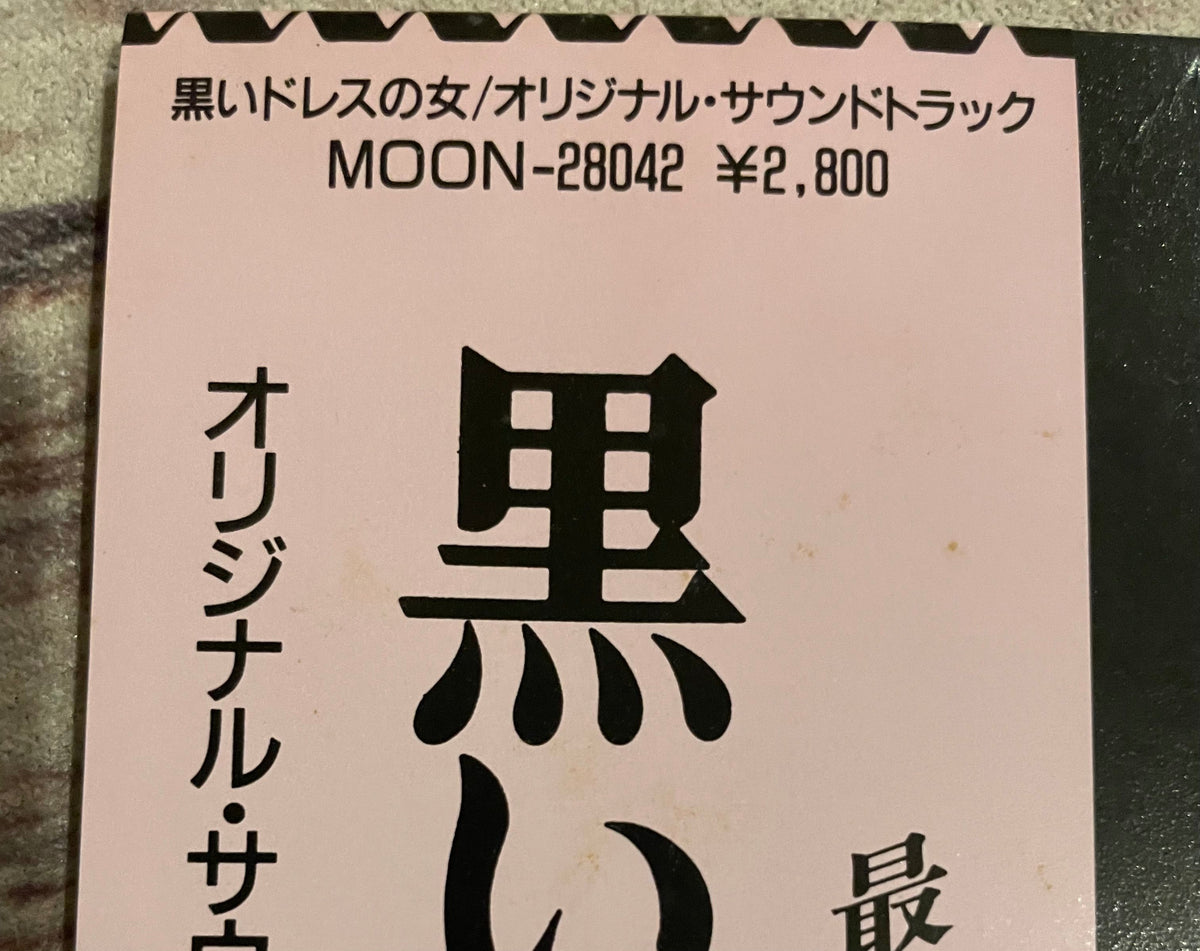 黒いドレスの女/オリジナル・サウンドトラック
MOON-28042 ¥2,800
最
黒い
オリジナル・サウ